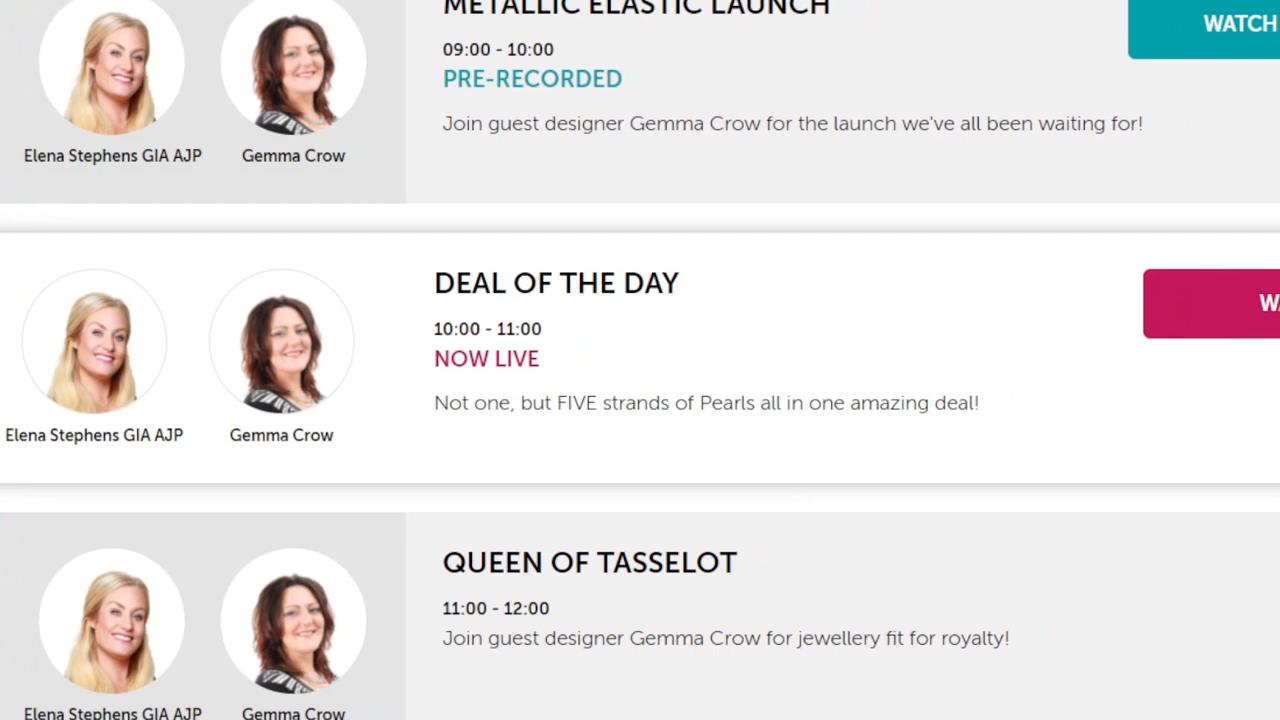 METALLIC ELASTIC LAUNCH
WATCH
09:00 - 10:00
PRE-RECORDED
Join guest designer Gemma Crow for the launch we've all been waiting for!
Elena Stephens GIA AJP
Gemma Crow
DEAL OF THE DAY
10:00 - 11:00
NOW LIVE
Not one, but FIVE strands of Pearls all in one amazing deal!
Elena Stephens GIA AJP
Gemma Crow
QUEEN OF TASSELOT
11:00 - 12:00
Join guest designer Gemma Crow for jewellery fit for royalty!
Elena Stephens GIA AJP
Gemma Crow